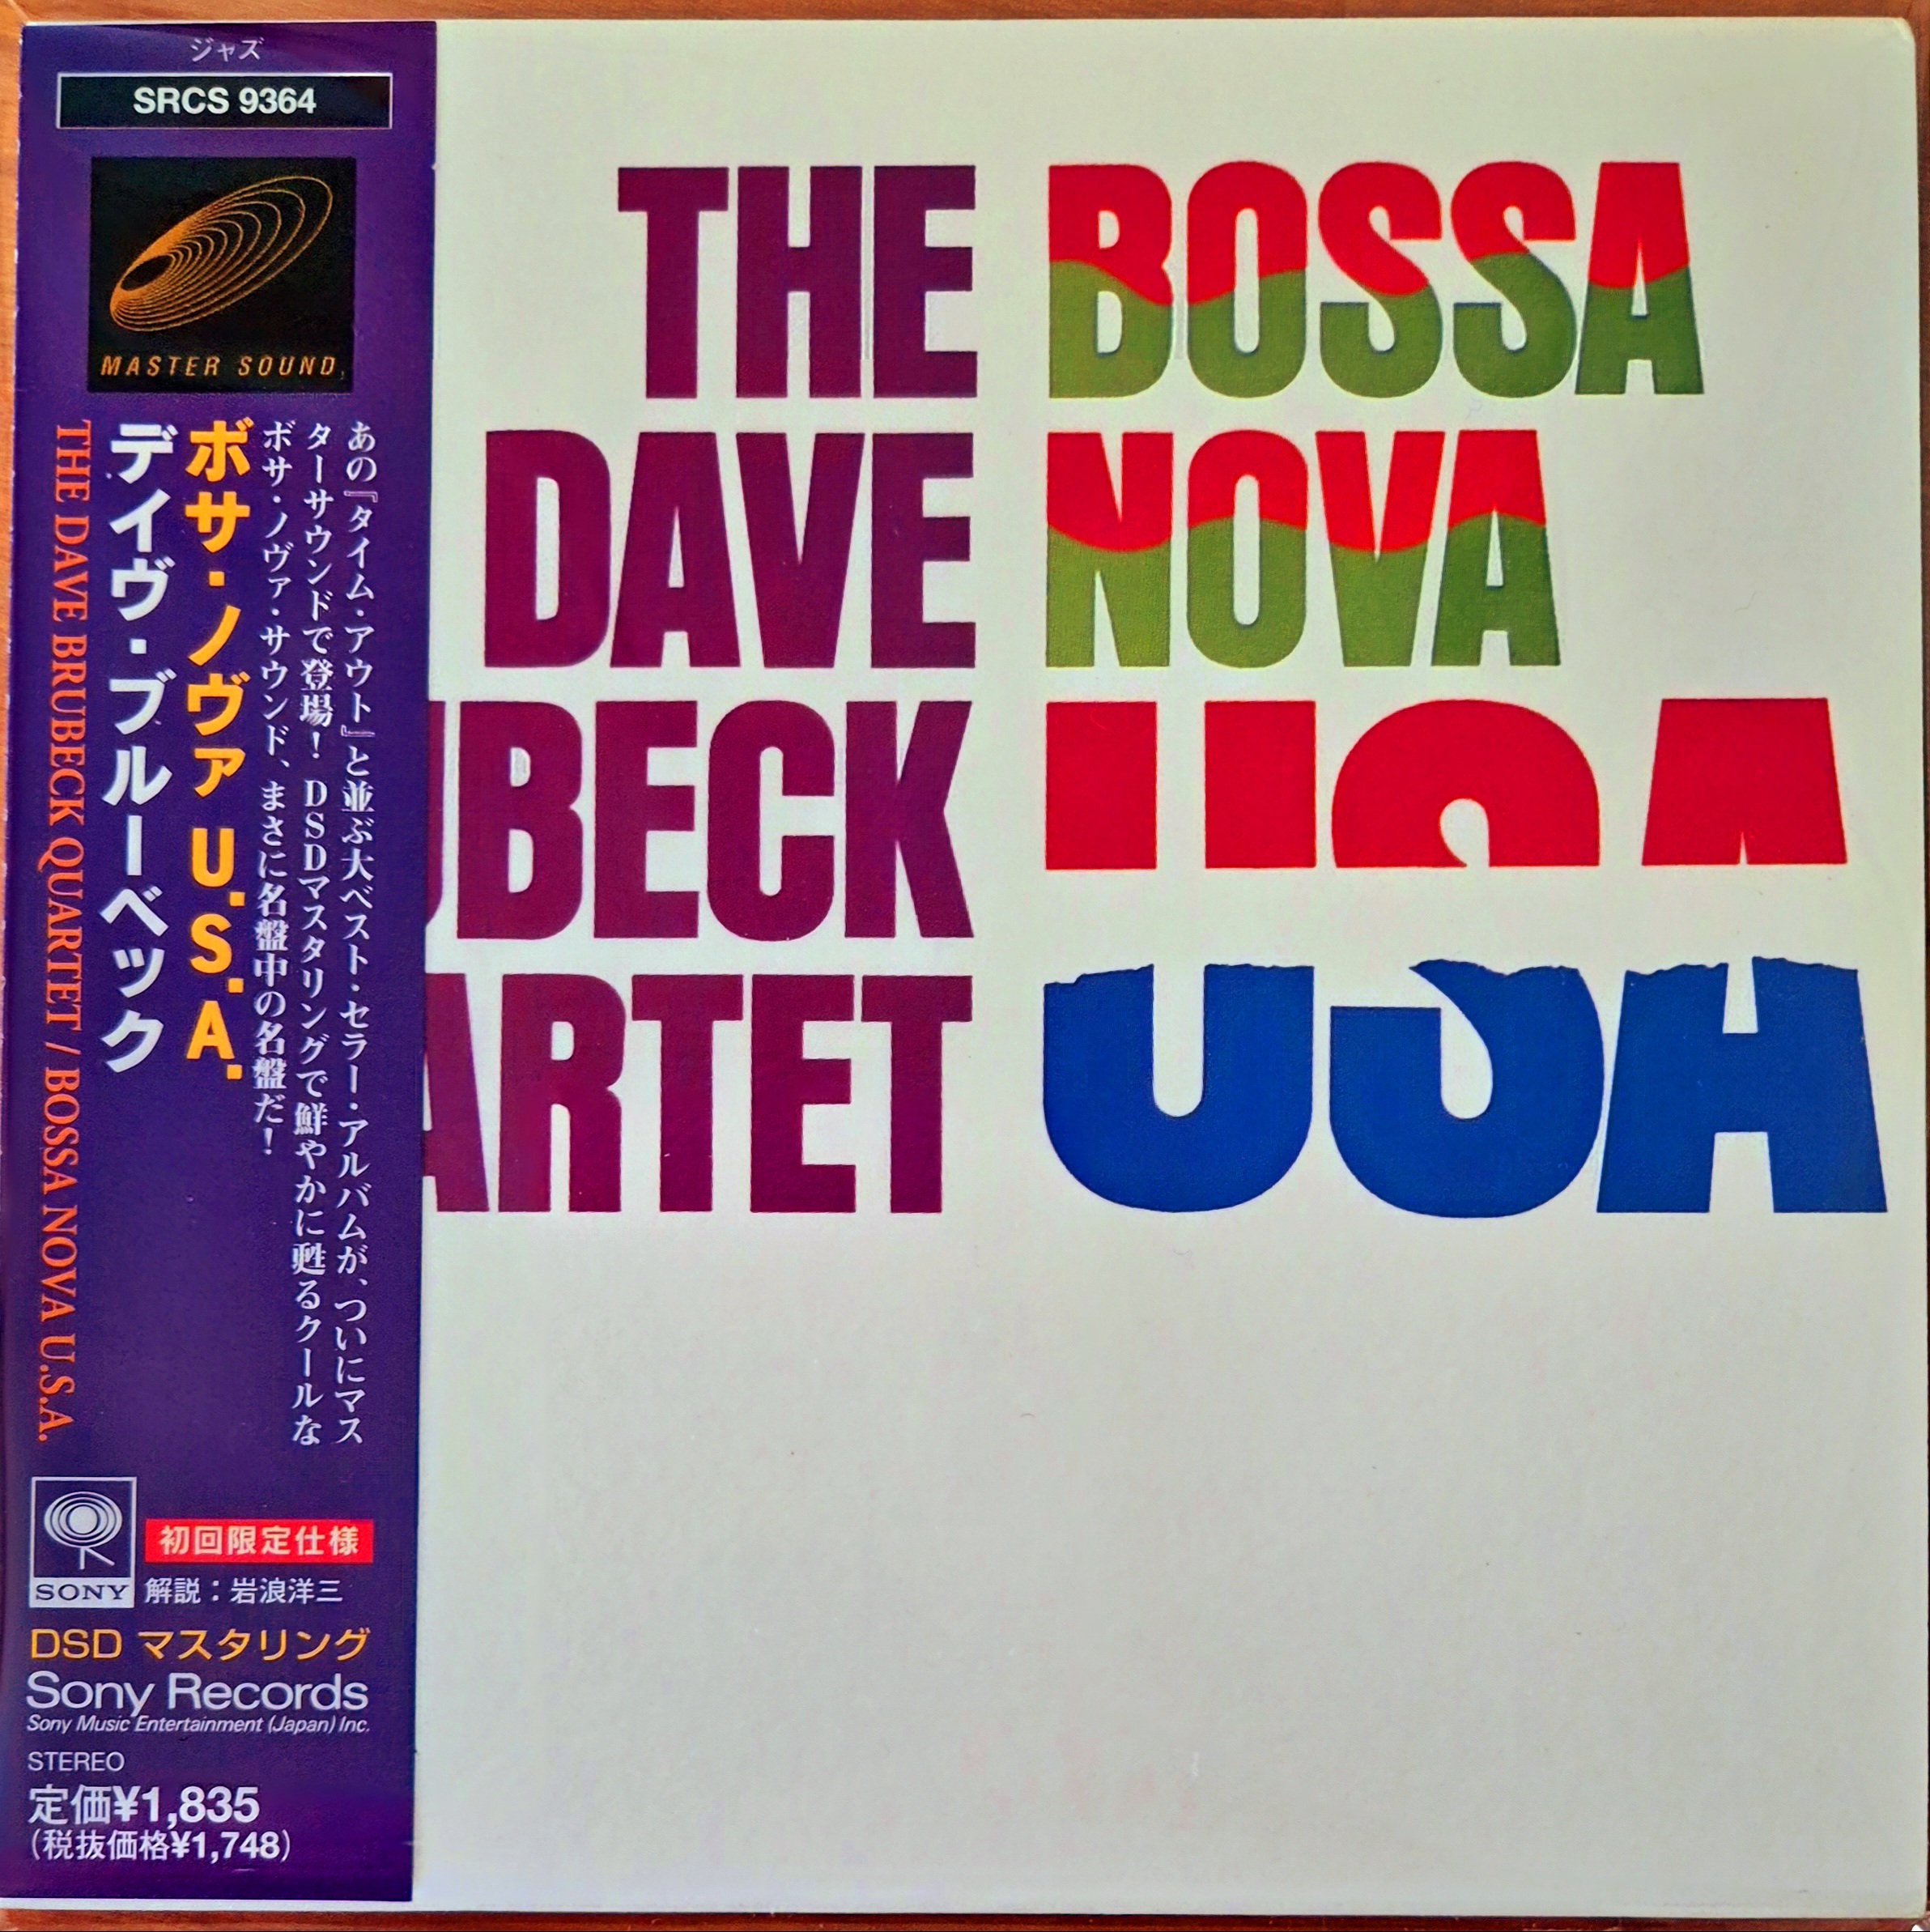 ジャズ
SRCS 9364
MASTER SOUND
あの『タイム・アウト』と並ぶ大ベスト・セラー・アルバムが、ついにマス
ターサウンドで登場！ DSDマスタリングで鮮やかに甦るクールな
ボサ・ノヴァ・サウンド、まさに名盤中の名盤だ！
ボサ・ノヴァ U.S.A.
デイヴ・ブルーベック
THE DAVE BRUBECK QUARTET / BOSSA NOVA U.S.A.
SONY
初回限定仕様
解説：岩浪洋三
DSD マスタリング
Sony Records
Sony Music Entertainment (Japan) Inc.
STEREO
定価¥1,835
(税抜価格¥1,748)
THE
DAVE
UBECK
ARTET
BOSSA
NOVA
USA
USA